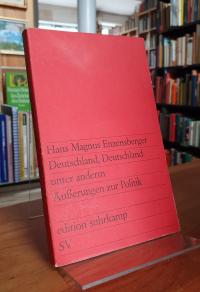 Hans Magnus Enzensberger
Deutschland, Deutschland
unter anderm
Äußerungen zur Politik
edition suhrkamp
SV